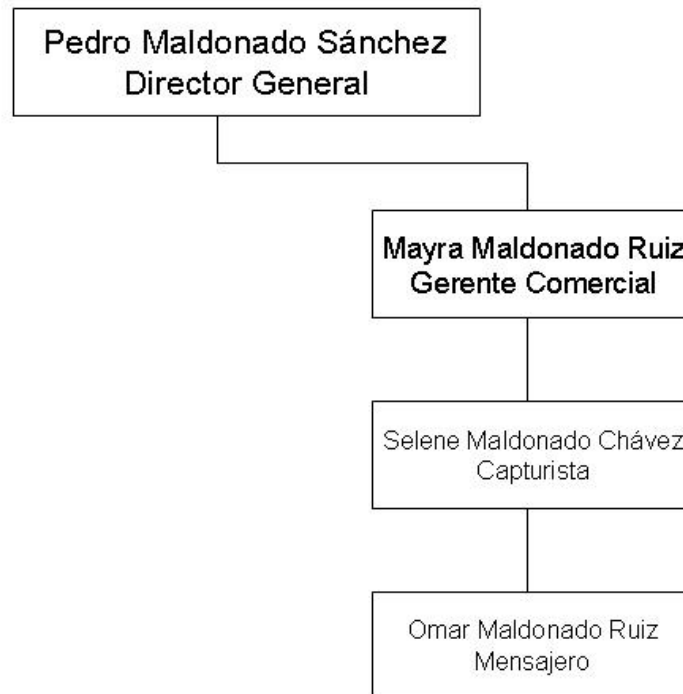 Pedro Maldonado Sánchez
Director General
Mayra Maldonado Ruiz
Gerente Comercial
Selene Maldonado Chávez
Capturista
Omar Maldonado Ruiz
Mensajero